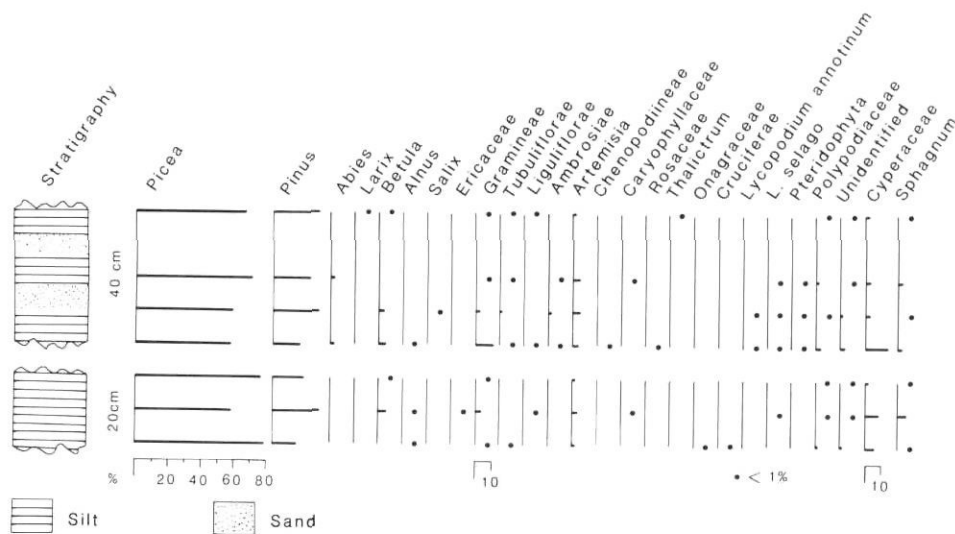 Stratigraphy
Picea
Pinus
Abies
Larix
Betula
Alnus
Salix
Ericaceae
Gramineae
Tubuliflorae
Liguliflorae
Ambrosiae
Artemisia
Chenopodiineae
Caryophyllaceae
Rosaceae
Thalictrum
Onagraceae
Cruciferae
Lycopodium annotinum
L. selago
Pteridophyta
Polypodiaceae
Unidentified
Cyperaceae
Sphagnum
40 cm
20cm
% 20 40 60 80 10 • < 1% 10
Silt Sand